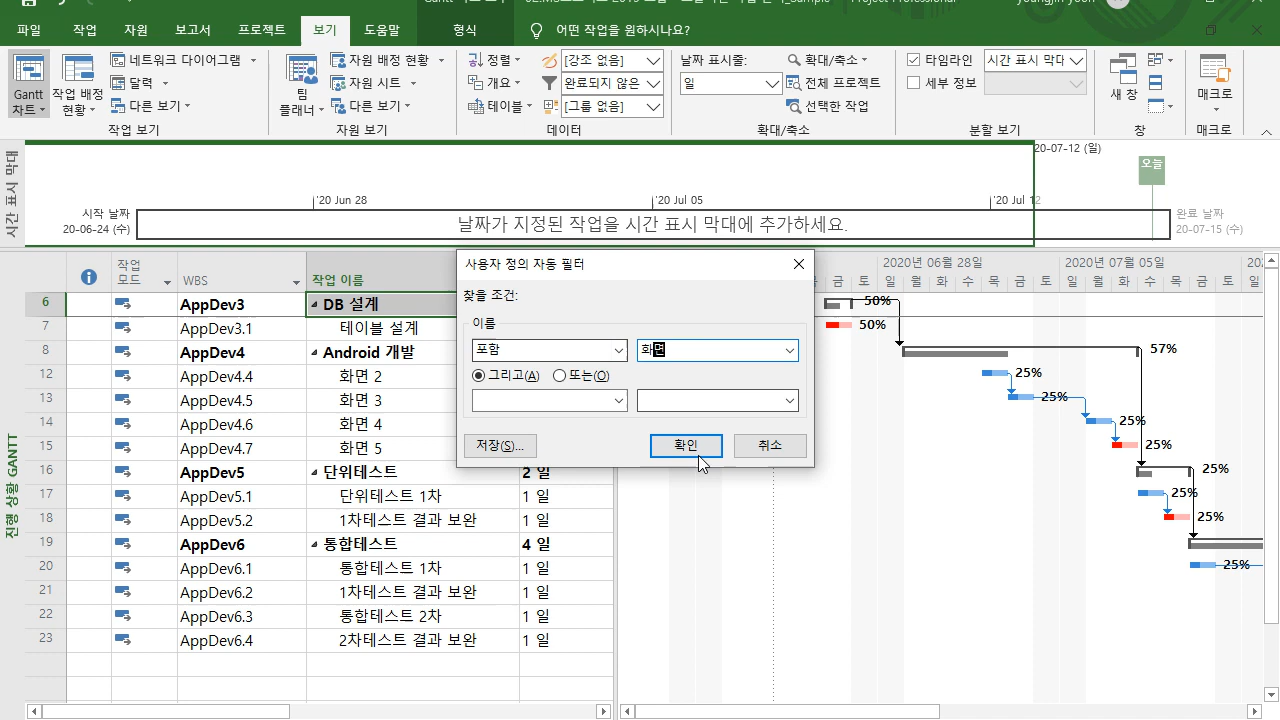 파일 작업 자원 보고서 프로젝트 보기 도움말 형식 어떤 작업을 원하시나요?
Gantt 차트
작업 배정 현황
네트워크 다이어그램
달력
다른 보기
작업 보기
팀 플래너
자원 배정 현황
자원 시트
다른 보기
자원 보기
정렬
개요
테이블
[강조 없음]
완료되지 않은
[그룹 없음]
데이터
날짜 표시줄:
일
확대/축소
전체 프로젝트
선택한 작업
확대/축소
타임라인
시간 표시 막대
세부 정보
분할 보기
새 창
창
매크로
매크로
시간 표시 막대
20-07-12 (일)
오늘
'20 Jun 28
'20 Jul 05
'20 Jul 12
시작 날짜
20-06-24 (수)
날짜가 지정된 작업을 시간 표시 막대에 추가하세요.
완료 날짜
20-07-15 (수)
진행 상황 GANTT
작업 모드
WBS
작업 이름
2020년 06월 28일
2020년 07월 05일
금 토 일 월 화 수 목 금 토 일 월 화 수 목 금 토 일
6 AppDev3 DB 설계 50%
7 AppDev3.1 테이블 설계 50%
8 AppDev4 Android 개발 57%
12 AppDev4.4 화면 2 25%
13 AppDev4.5 화면 3 25%
14 AppDev4.6 화면 4 25%
15 AppDev4.7 화면 5 25%
16 AppDev5 단위테스트 2 일 25%
17 AppDev5.1 단위테스트 1차 1 일 25%
18 AppDev5.2 1차테스트 결과 보완 1 일 25%
19 AppDev6 통합테스트 4 일
20 AppDev6.1 통합테스트 1차 1 일 25%
21 AppDev6.2 1차테스트 결과 보완 1 일
22 AppDev6.3 통합테스트 2차 1 일
23 AppDev6.4 2차테스트 결과 보완 1 일
사용자 정의 자동 필터
찾을 조건:
이름
포함
화면
그리고(A) 또는(O)
저장(S)...
확인
취소